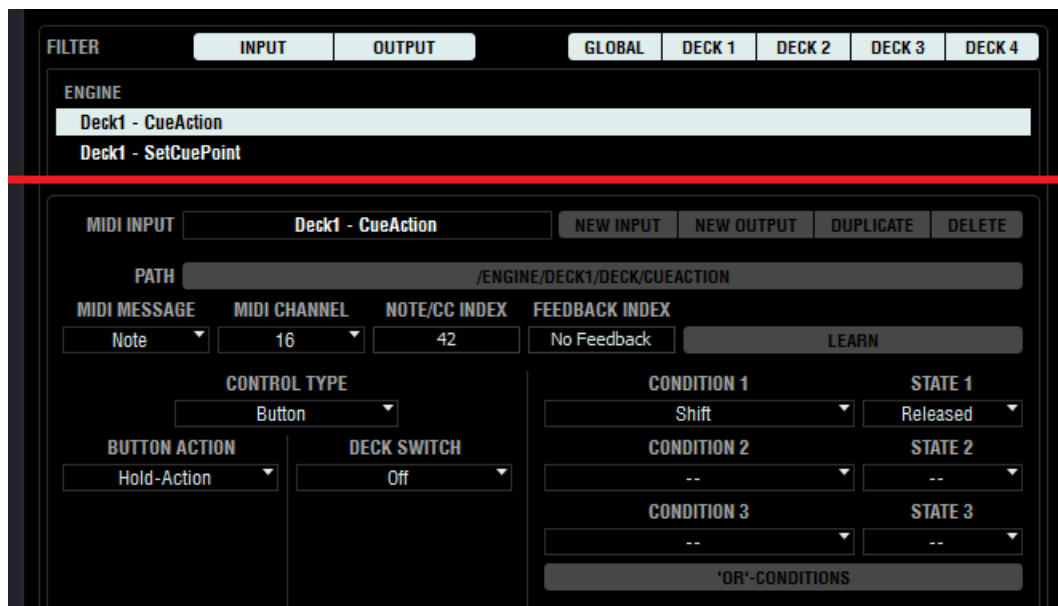 FILTER INPUT OUTPUT GLOBAL DECK 1 DECK 2 DECK 3 DECK 4
ENGINE
Deck1 - CueAction
Deck1 - SetCuePoint
MIDI INPUT Deck1 - CueAction NEW INPUT NEW OUTPUT DUPLICATE DELETE
PATH /ENGINE/DECK1/DECK/CUEACTION
MIDI MESSAGE MIDI CHANNEL NOTE/CC INDEX FEEDBACK INDEX
Note 16 42 No Feedback LEARN
CONTROL TYPE CONDITION 1 STATE 1
Button Shift Released
BUTTON ACTION DECK SWITCH CONDITION 2 STATE 2
Hold-Action Off -- --
CONDITION 3 STATE 3
-- --
'OR'-CONDITIONS